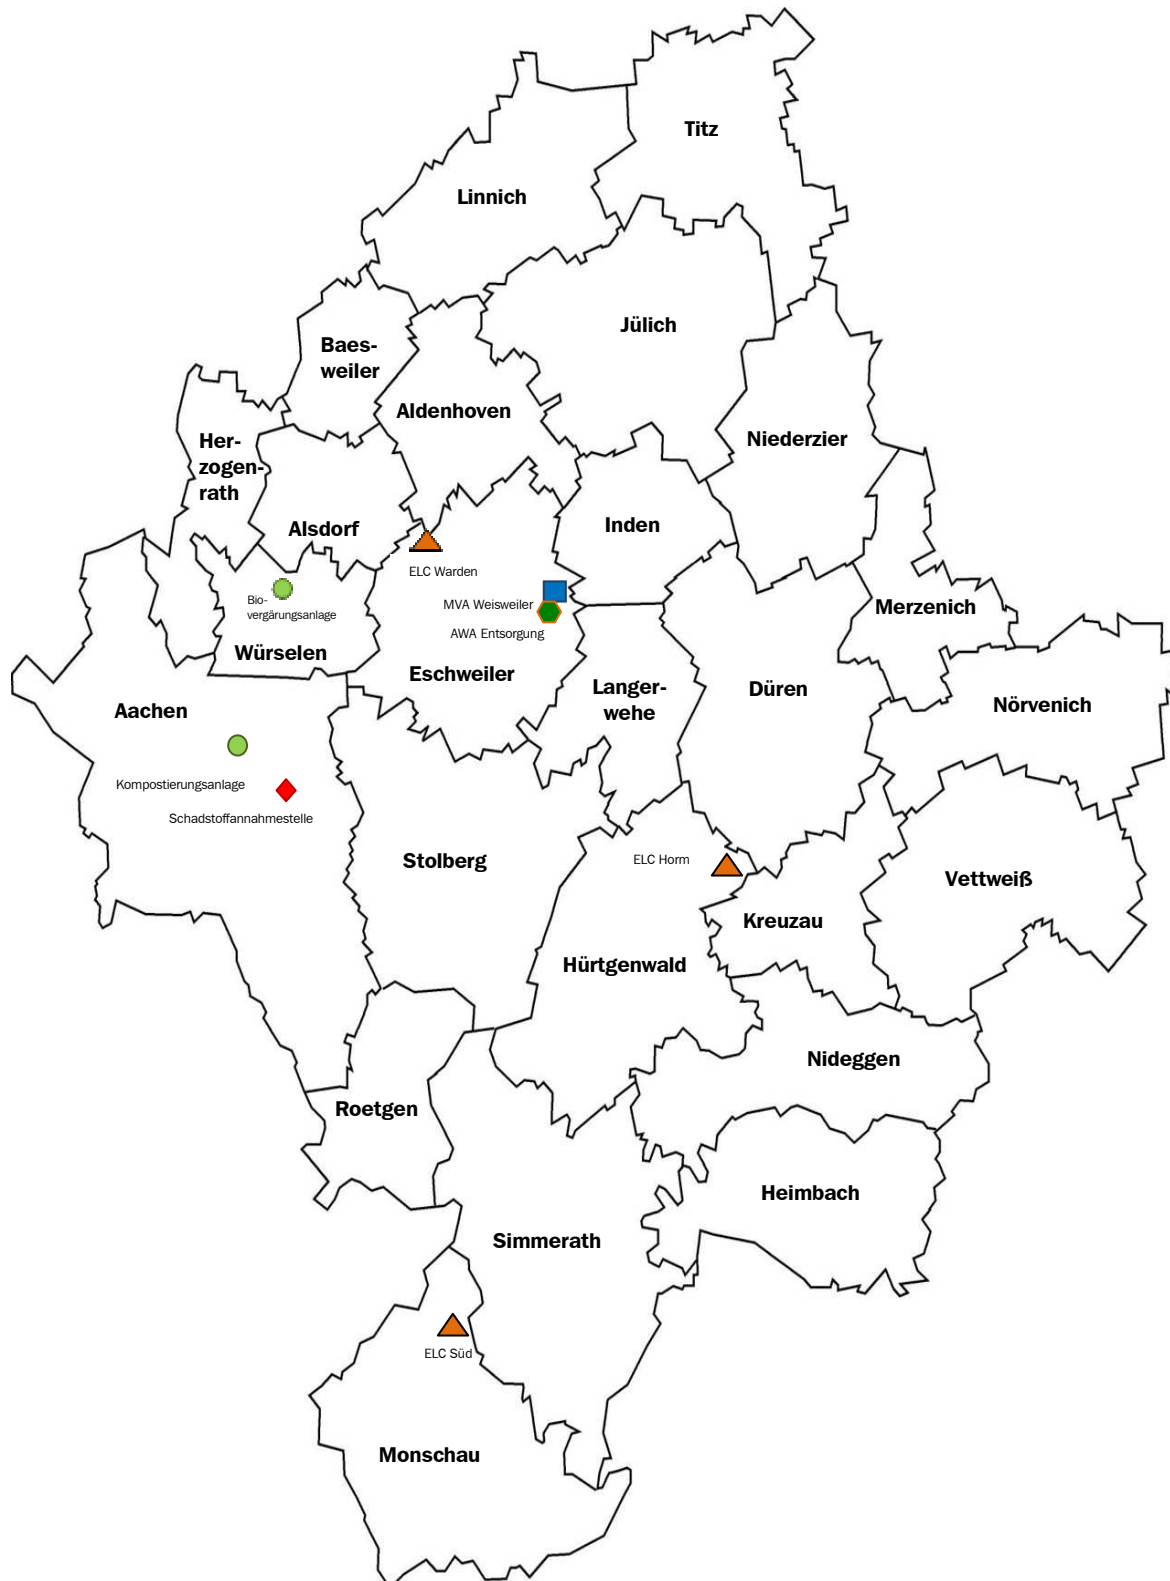 Titz
Linnich
Jülich
Baes-
weiler
Aldenhoven
Her-
zogen-
rath
Niederzier
Alsdorf
Inden
ELC Warden
Bio-
vergärungsanlage
MVA Weisweiler
AWA Entsorgung
Merzenich
Würselen
Eschweiler
Langer-
wehe
Düren
Nörvenich
Aachen
Kompostierungsanlage
Schadstoffannahmestelle
Stolberg
ELC Horm
Vettweiß
Kreuzau
Hürtgenwald
Nideggen
Roetgen
Heimbach
Simmerath
ELC Süd
Monschau